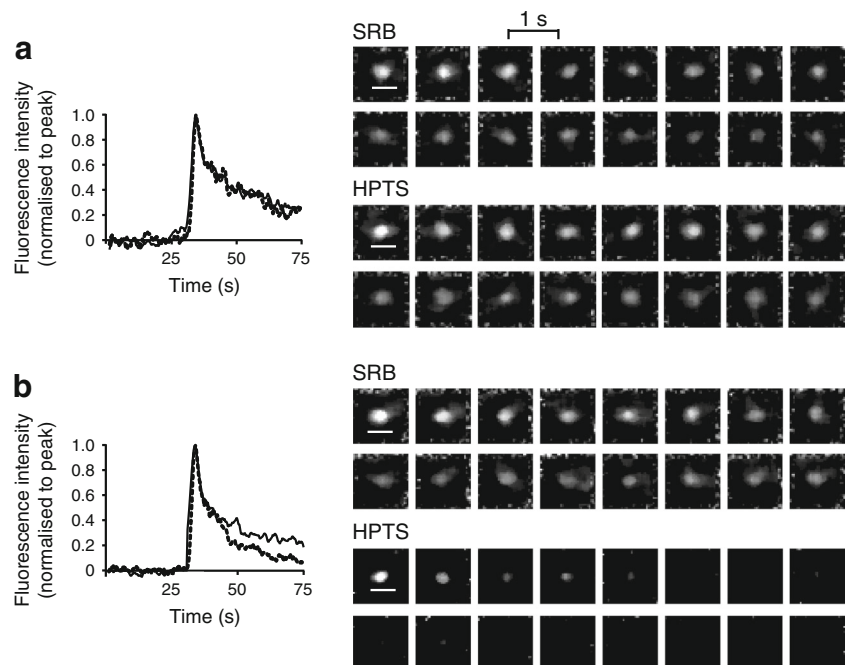 a
Fluorescence intensity
(normalised to peak)
1.0
0.8
0.6
0.4
0.2
0
25
50
75
Time (s)
1 s
SRB
HPTS
b
Fluorescence intensity
(normalised to peak)
1.0
0.8
0.6
0.4
0.2
0
25
50
75
Time (s)
SRB
HPTS